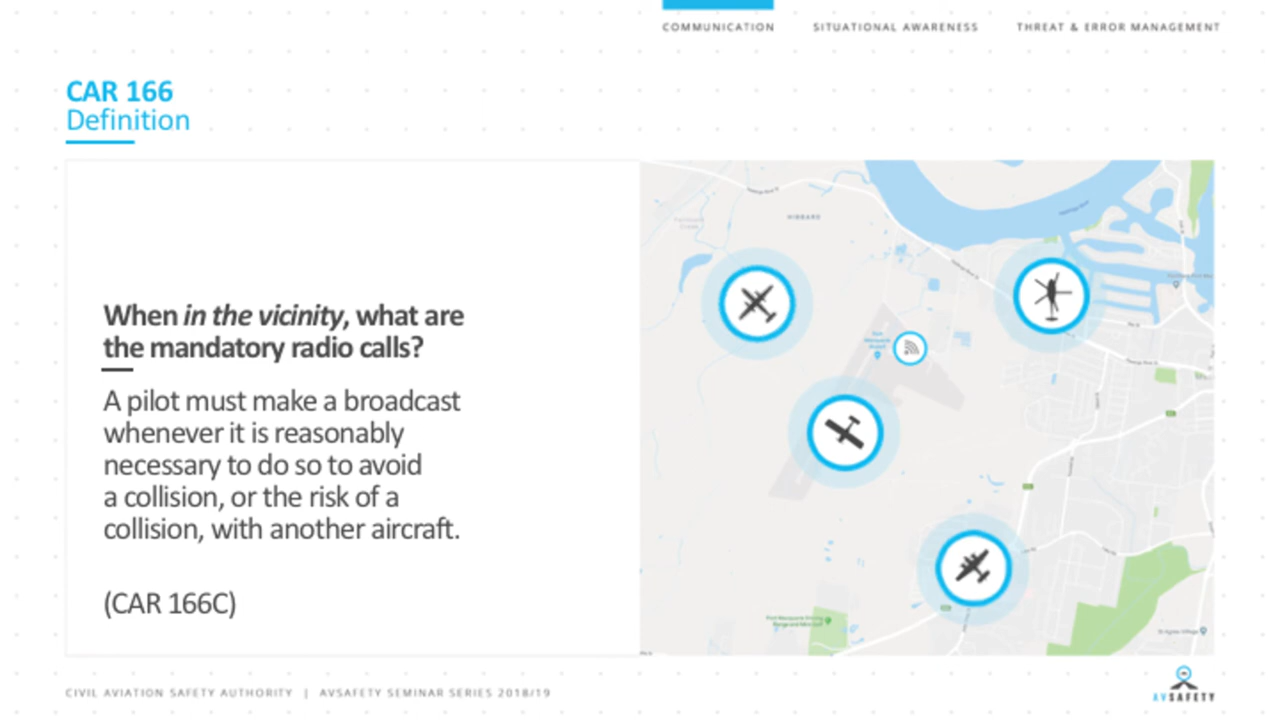 COMMUNICATION SITUATIONAL AWARENESS THREAT & ERROR MANAGEMENT
CAR 166
Definition
When in the vicinity, what are
the mandatory radio calls?
A pilot must make a broadcast
whenever it is reasonably
necessary to do so to avoid
a collision, or the risk of a
collision, with another aircraft.
(CAR 166C)
HIBBARD
CIVIL AVIATION SAFETY AUTHORITY | AVSAFETY SEMINAR SERIES 2018/19
AVSAFETY